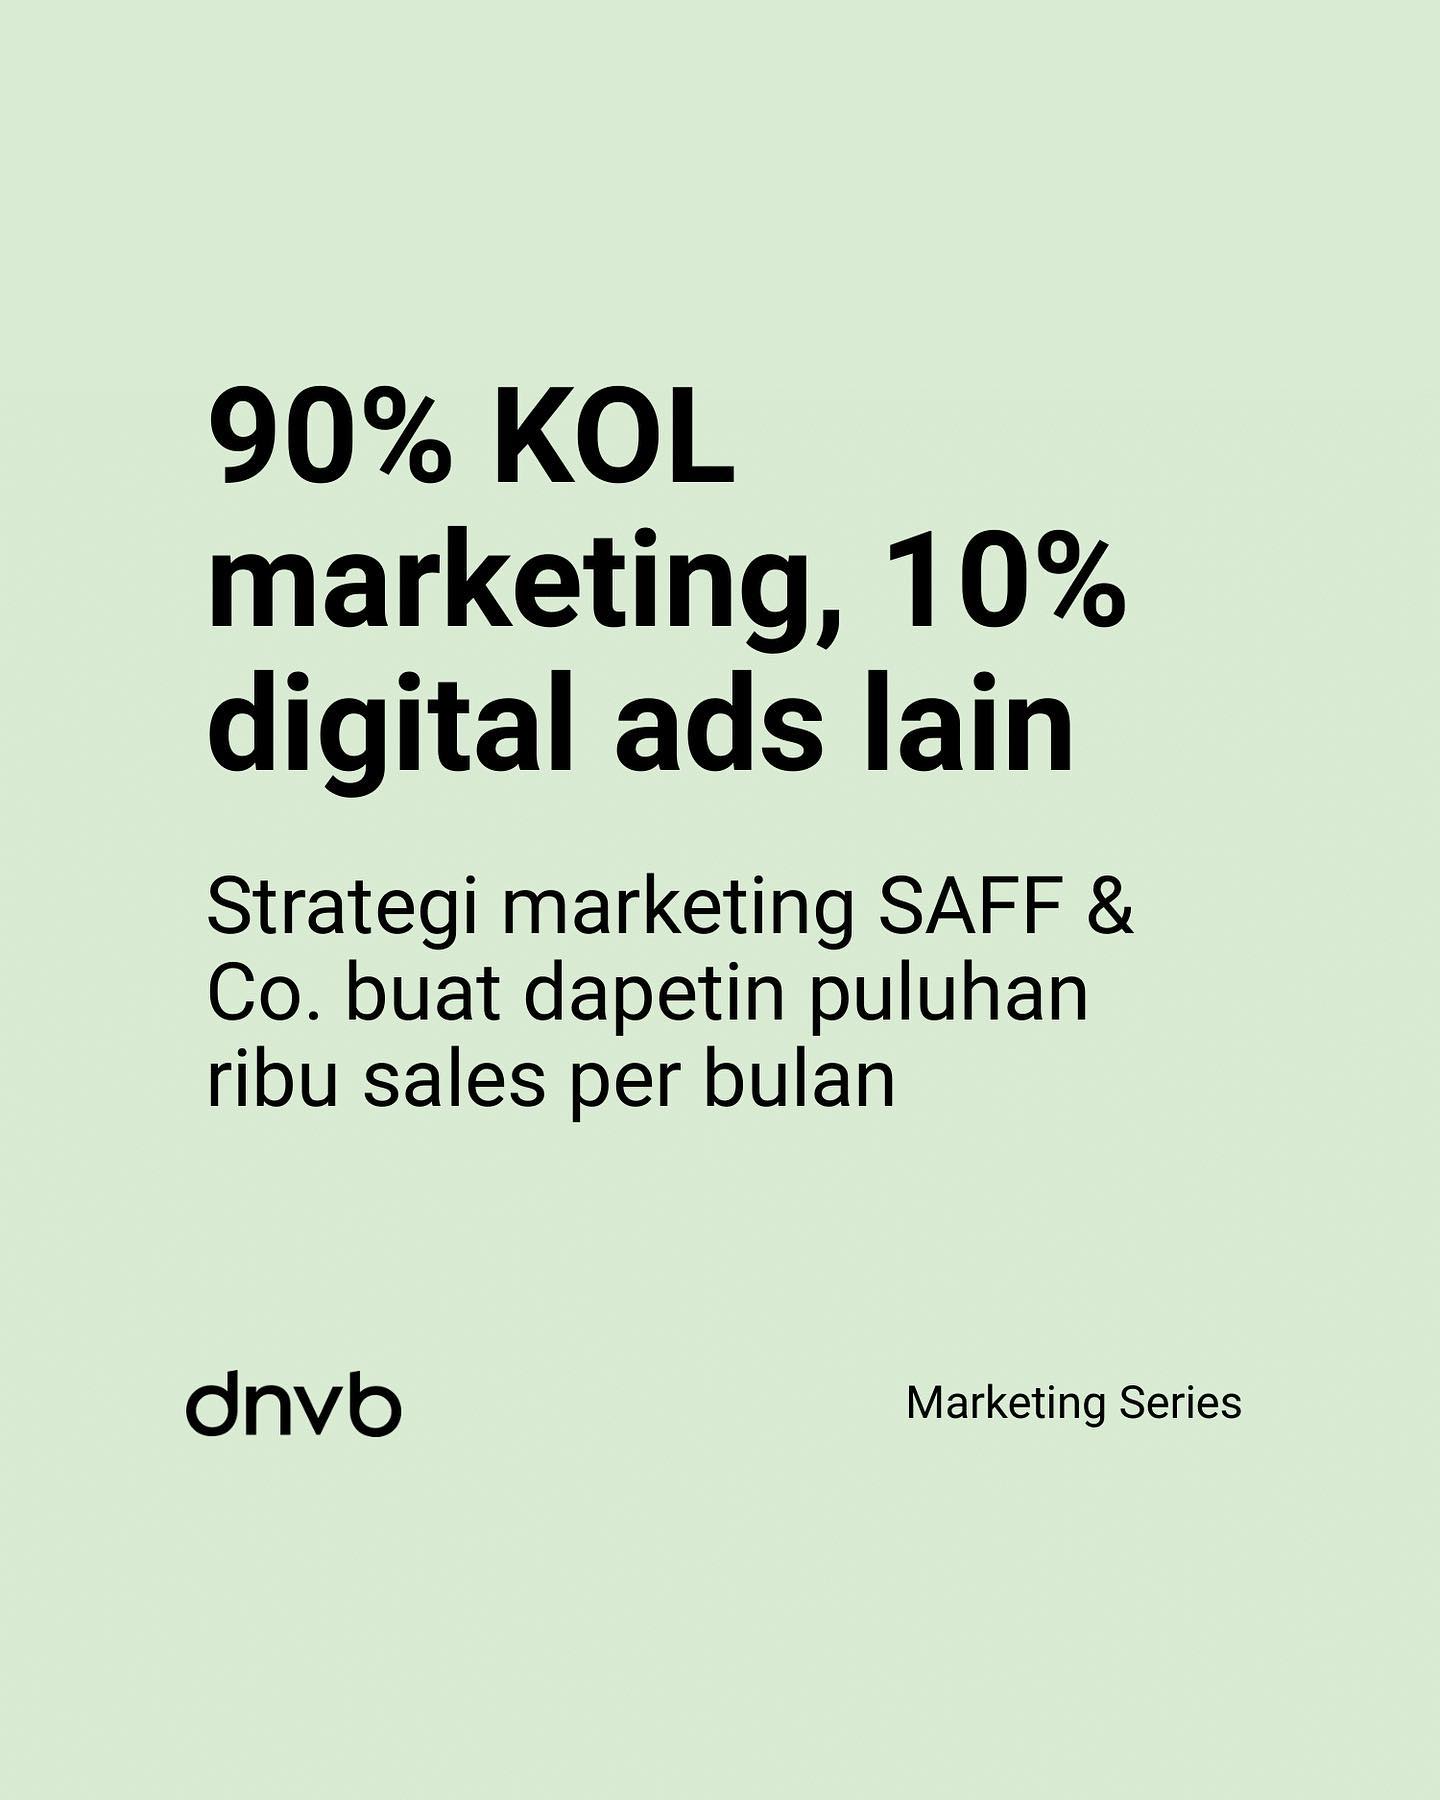 90% KOL
marketing, 10%
digital ads lain
Strategi marketing SAFF &
Co. buat dapetin puluhan
ribu sales per bulan
dnvb
Marketing Series